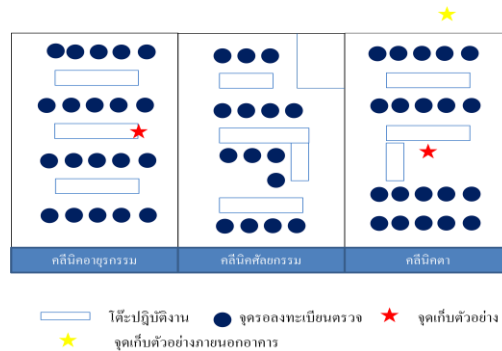 คลีนิคอายุรกรรม คลีนิคศัลยกรรม คลีนิคตา
โต๊ะปฏิบัติงาน จุดรอลงทะเบียนตรวจ จุดเก็บตัวอย่าง
จุดเก็บตัวอย่างภายนอกอาคาร